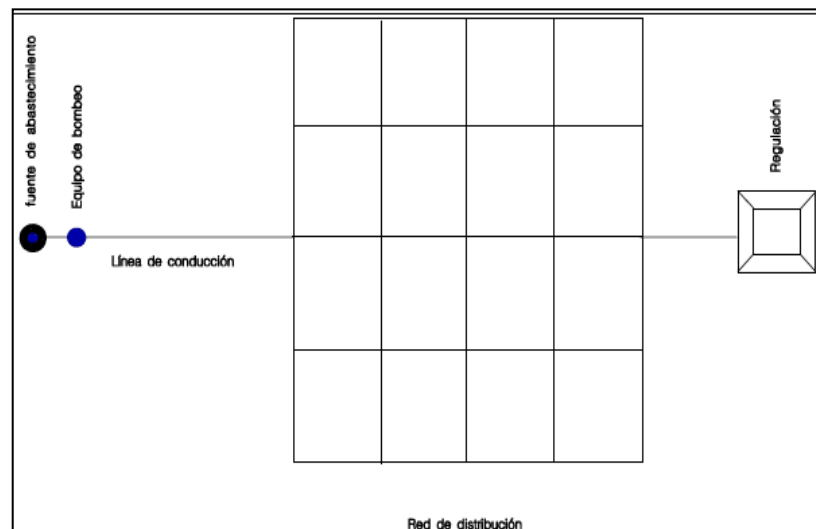 fuente de abastecimiento
Equipo de bombeo
Línea de conducción
Regulación
Red de distribución